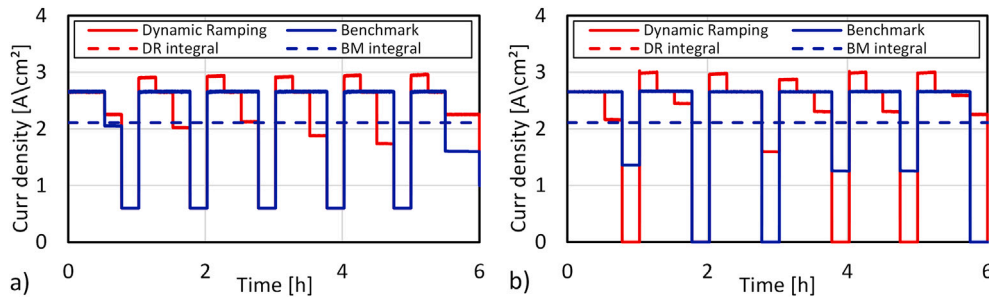 4
3
2
1
0
Curr density [A\cm²]
Dynamic Ramping
Benchmark
DR integral
BM integral
0
2
4
6
Time [h]
a)
4
3
2
1
0
Curr density [A\cm²]
Dynamic Ramping
Benchmark
DR integral
BM integral
0
2
4
6
Time [h]
b)